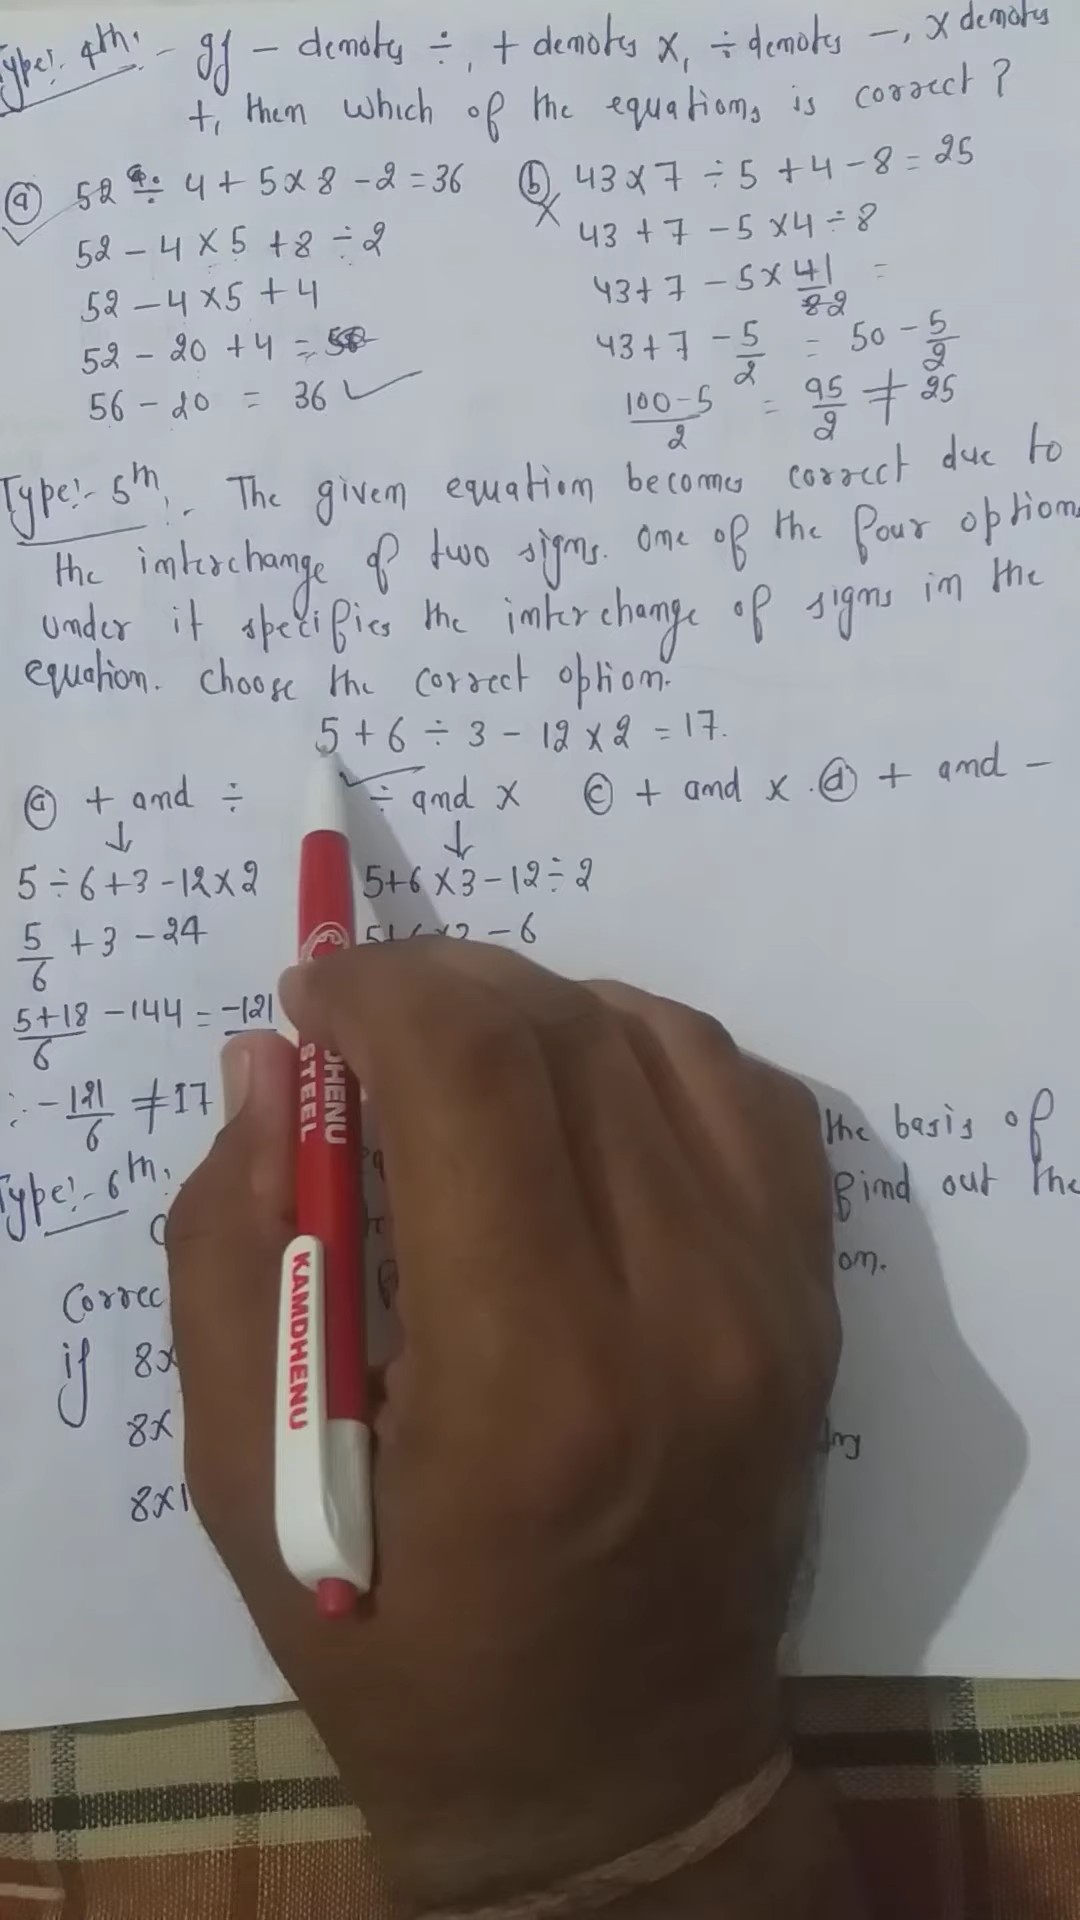 Type:- 4th:- If - denotes ÷, + denotes x, ÷ denotes -, x denotes
+, then which of the equations is correct?
(a) 52 ÷ 4 + 5 x 8 - 2 = 36
52 - 4 x 5 + 8 ÷ 2
52 - 4 x 5 + 4
52 - 20 + 4 =
56 - 20 = 36 ✓
(b) 43 x 7 ÷ 5 + 4 - 8 = 25
x
43 + 7 - 5 x 4 ÷ 8
43 + 7 - 5 x 4 1/8 2 =
43 + 7 - 5/2 = 50 - 5/2
100-5/2 = 95/2 ≠ 25
Type:- 5th:- The given equation becomes correct due to
the interchange of two signs. One of the four options
under it specifies the interchange of signs in the
equation. Choose the correct option.
5 + 6 ÷ 3 - 12 x 2 = 17.
(a) + and ÷ ÷ and x (c) + and x. (d) + and -
↓ ↓
5 ÷ 6 + 3 - 12 x 2
5/6 + 3 - 24
5+18/6 - 144 = -121
∴ -121/6 ≠ 17
5 + 6 x 3 - 12 ÷ 2
- 6
Type:- 6th:
the basis of
find out the
Correc
on.
if 8x
8x
8x1
DHENU
STEEL
KAMDHENU